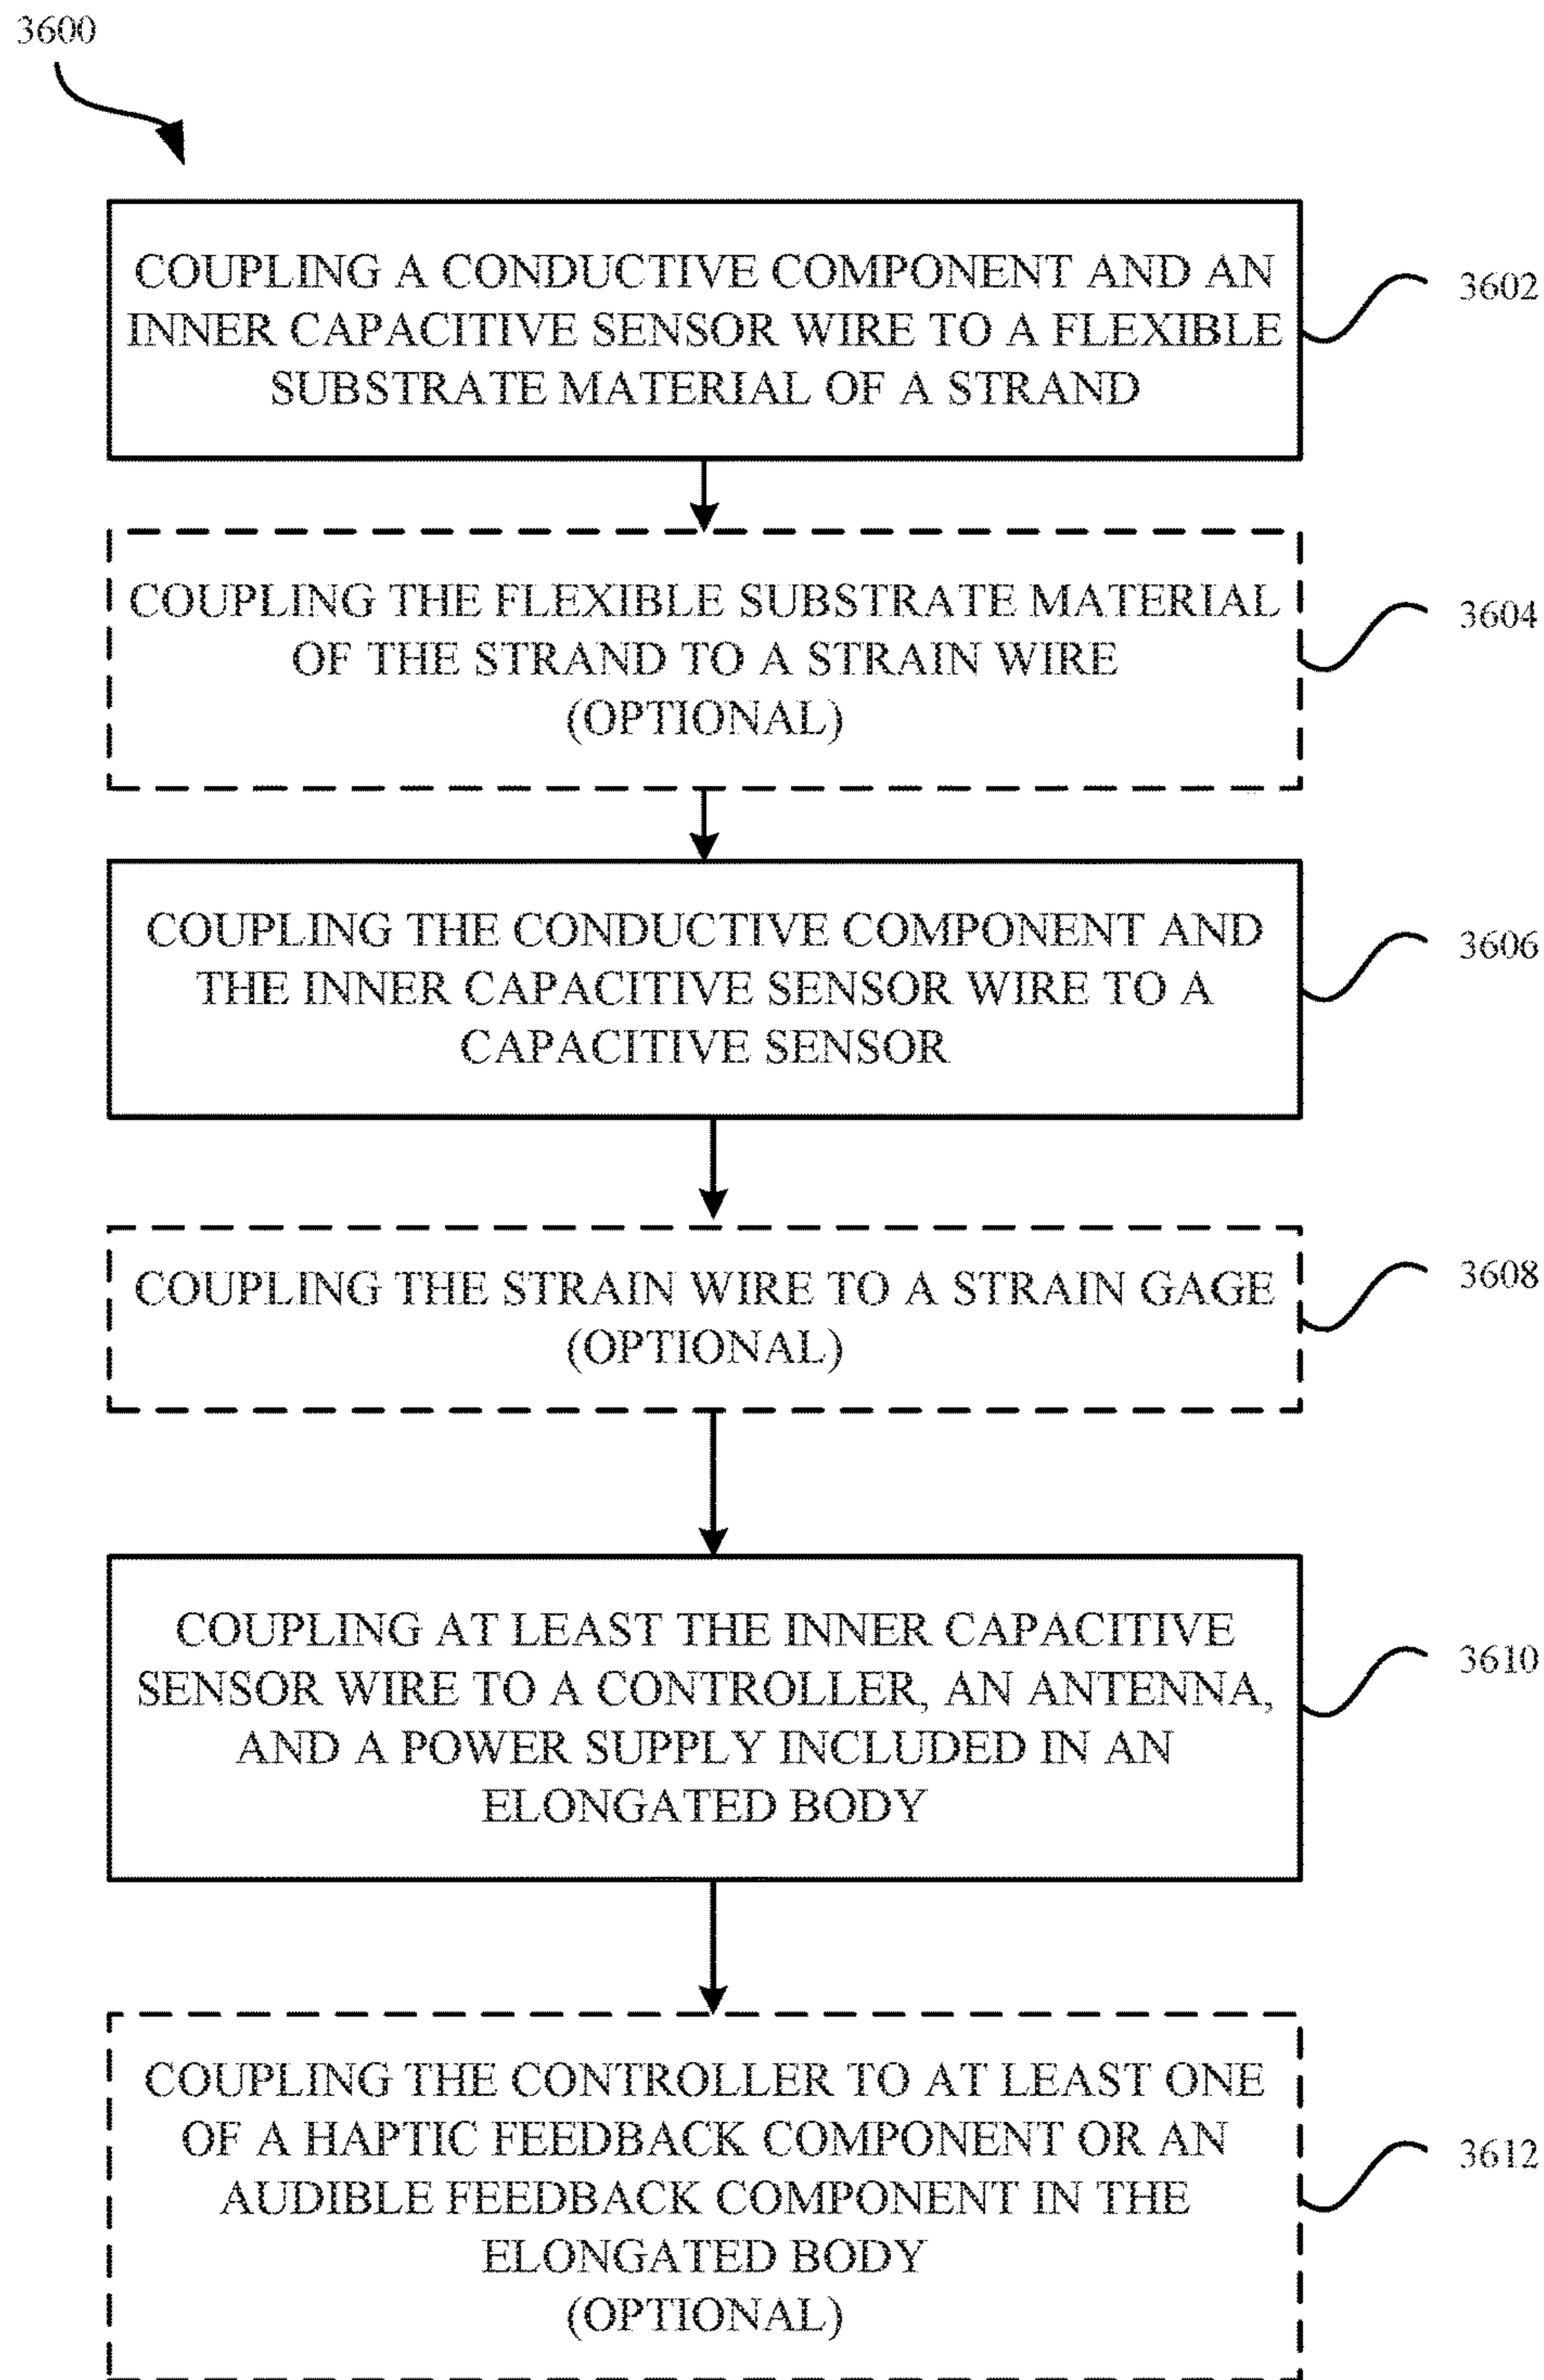 3600
COUPLING A CONDUCTIVE COMPONENT AND AN
INNER CAPACITIVE SENSOR WIRE TO A FLEXIBLE
SUBSTRATE MATERIAL OF A STRAND
3602
COUPLING THE FLEXIBLE SUBSTRATE MATERIAL
OF THE STRAND TO A STRAIN WIRE
(OPTIONAL)
3604
COUPLING THE CONDUCTIVE COMPONENT AND
THE INNER CAPACITIVE SENSOR WIRE TO A
CAPACITIVE SENSOR
3606
COUPLING THE STRAIN WIRE TO A STRAIN GAGE
(OPTIONAL)
3608
COUPLING AT LEAST THE INNER CAPACITIVE
SENSOR WIRE TO A CONTROLLER, AN ANTENNA,
AND A POWER SUPPLY INCLUDED IN AN
ELONGATED BODY
3610
COUPLING THE CONTROLLER TO AT LEAST ONE
OF A HAPTIC FEEDBACK COMPONENT OR AN
AUDIBLE FEEDBACK COMPONENT IN THE
ELONGATED BODY
(OPTIONAL)
3612